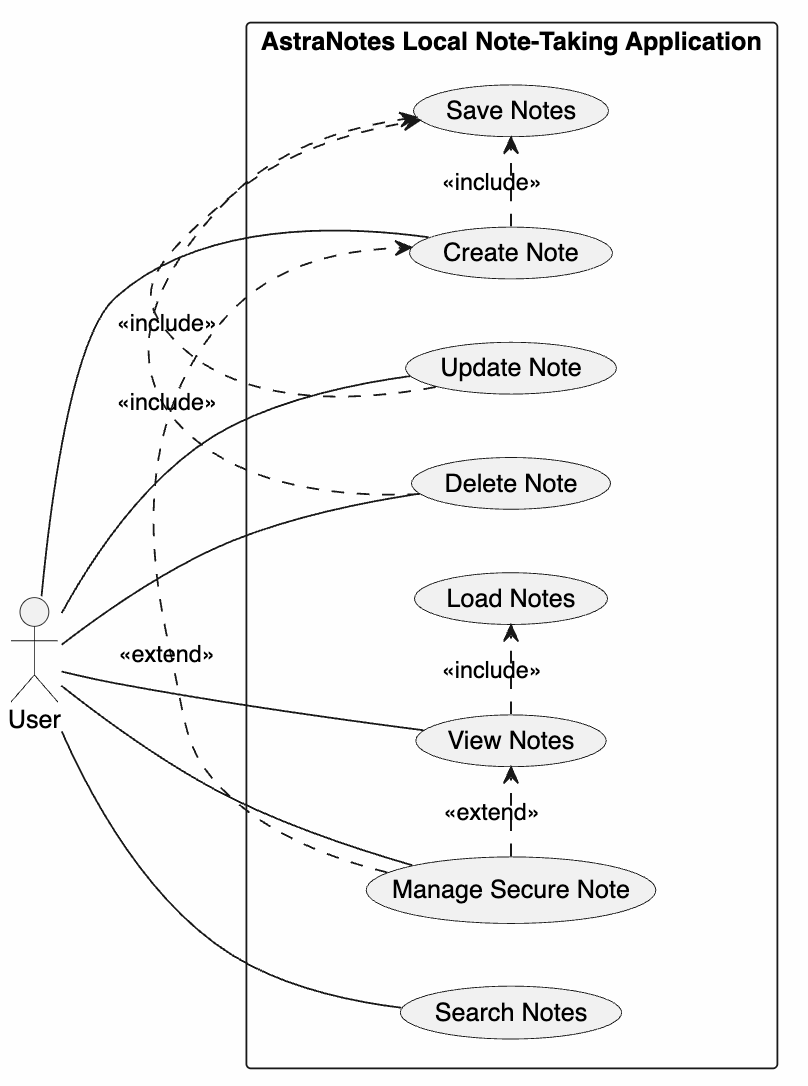 AstraNotes Local Note-Taking Application
Save Notes
«include»
Create Note
«include»
Update Note
«include»
Delete Note
Load Notes
«extend»
«include»
User
View Notes
«extend»
Manage Secure Note
Search Notes